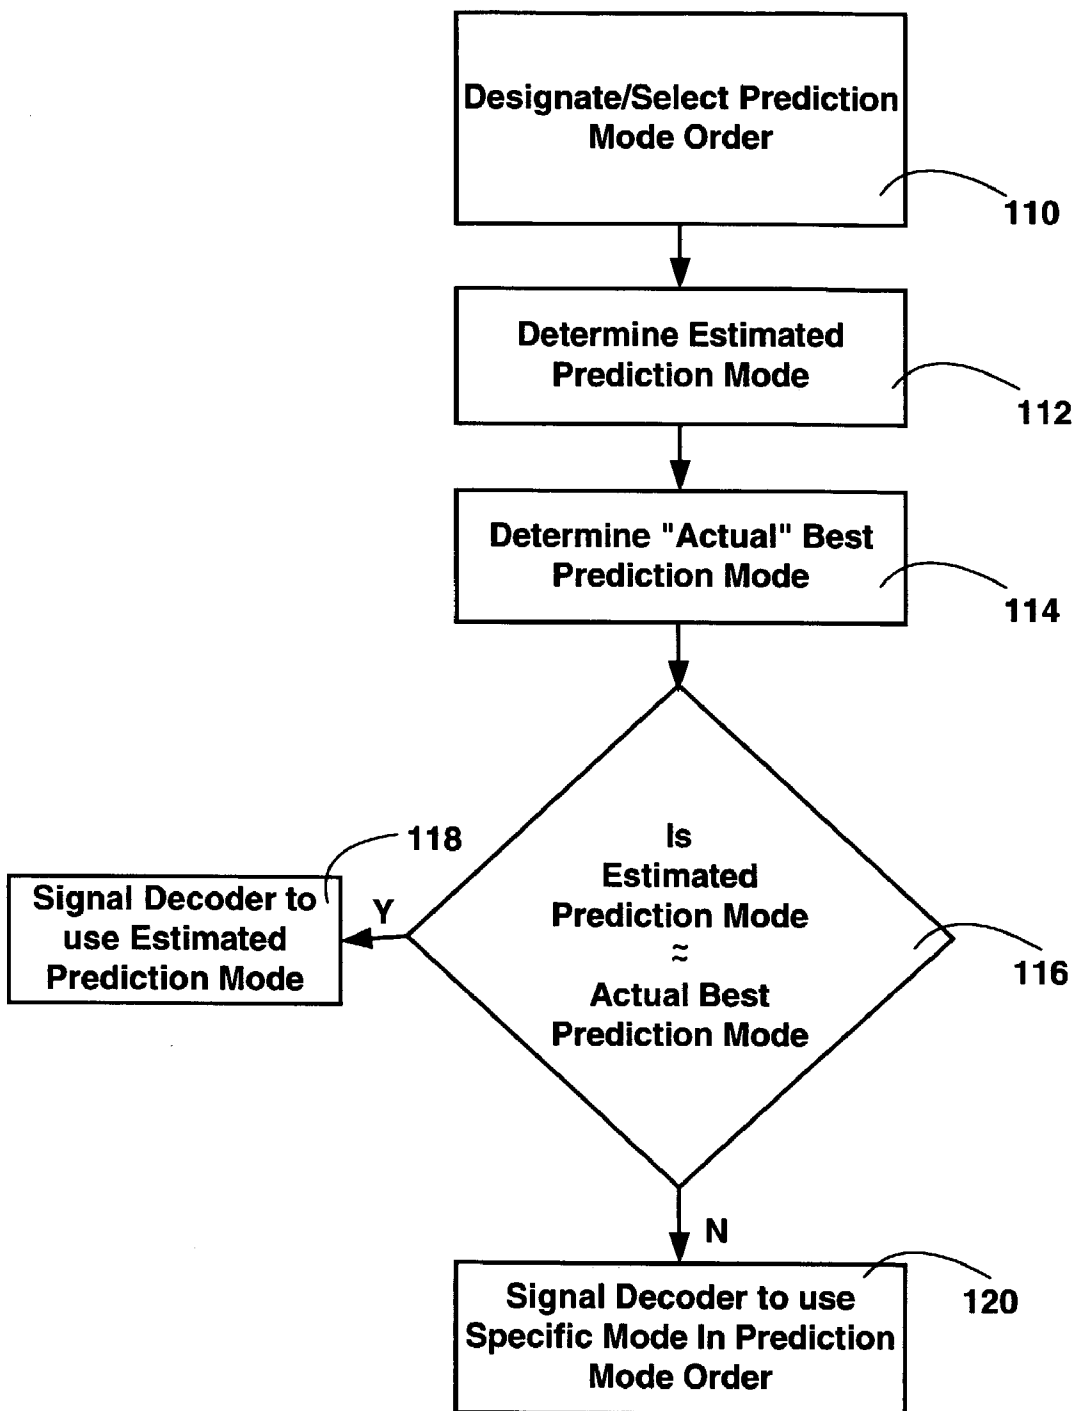 Designate/Select Prediction
Mode Order
110
Determine Estimated
Prediction Mode
112
Determine "Actual" Best
Prediction Mode
114
Is
Estimated
Prediction Mode
≈
Actual Best
Prediction Mode
116
118
Signal Decoder to
use Estimated
Prediction Mode
Y
N
Signal Decoder to use
Specific Mode In Prediction
Mode Order
120